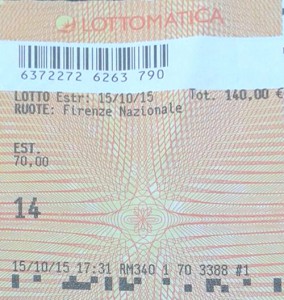 LOTTOMATICA
6372272 6263 790
LOTTO Estr: 15/10/15 Tot. 140,00 €
RUOTE: Firenze Nazionale
EST.
70,00
14
15/10/15 17:31 RM340 1 70 3388 #1